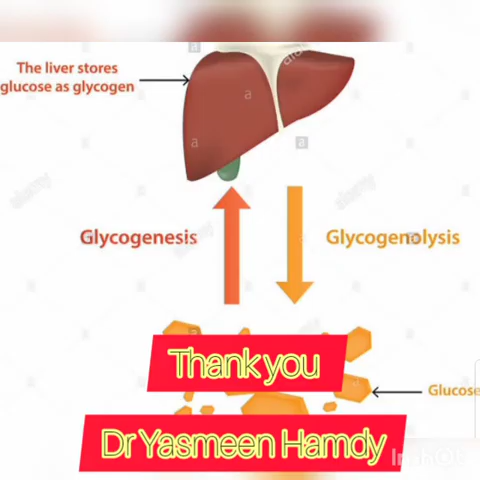 The liver stores
glucose as glycogen
Glycogenesis
Glycogenolysis
Thank you
Glucose
Dr Yasmeen Hamdy